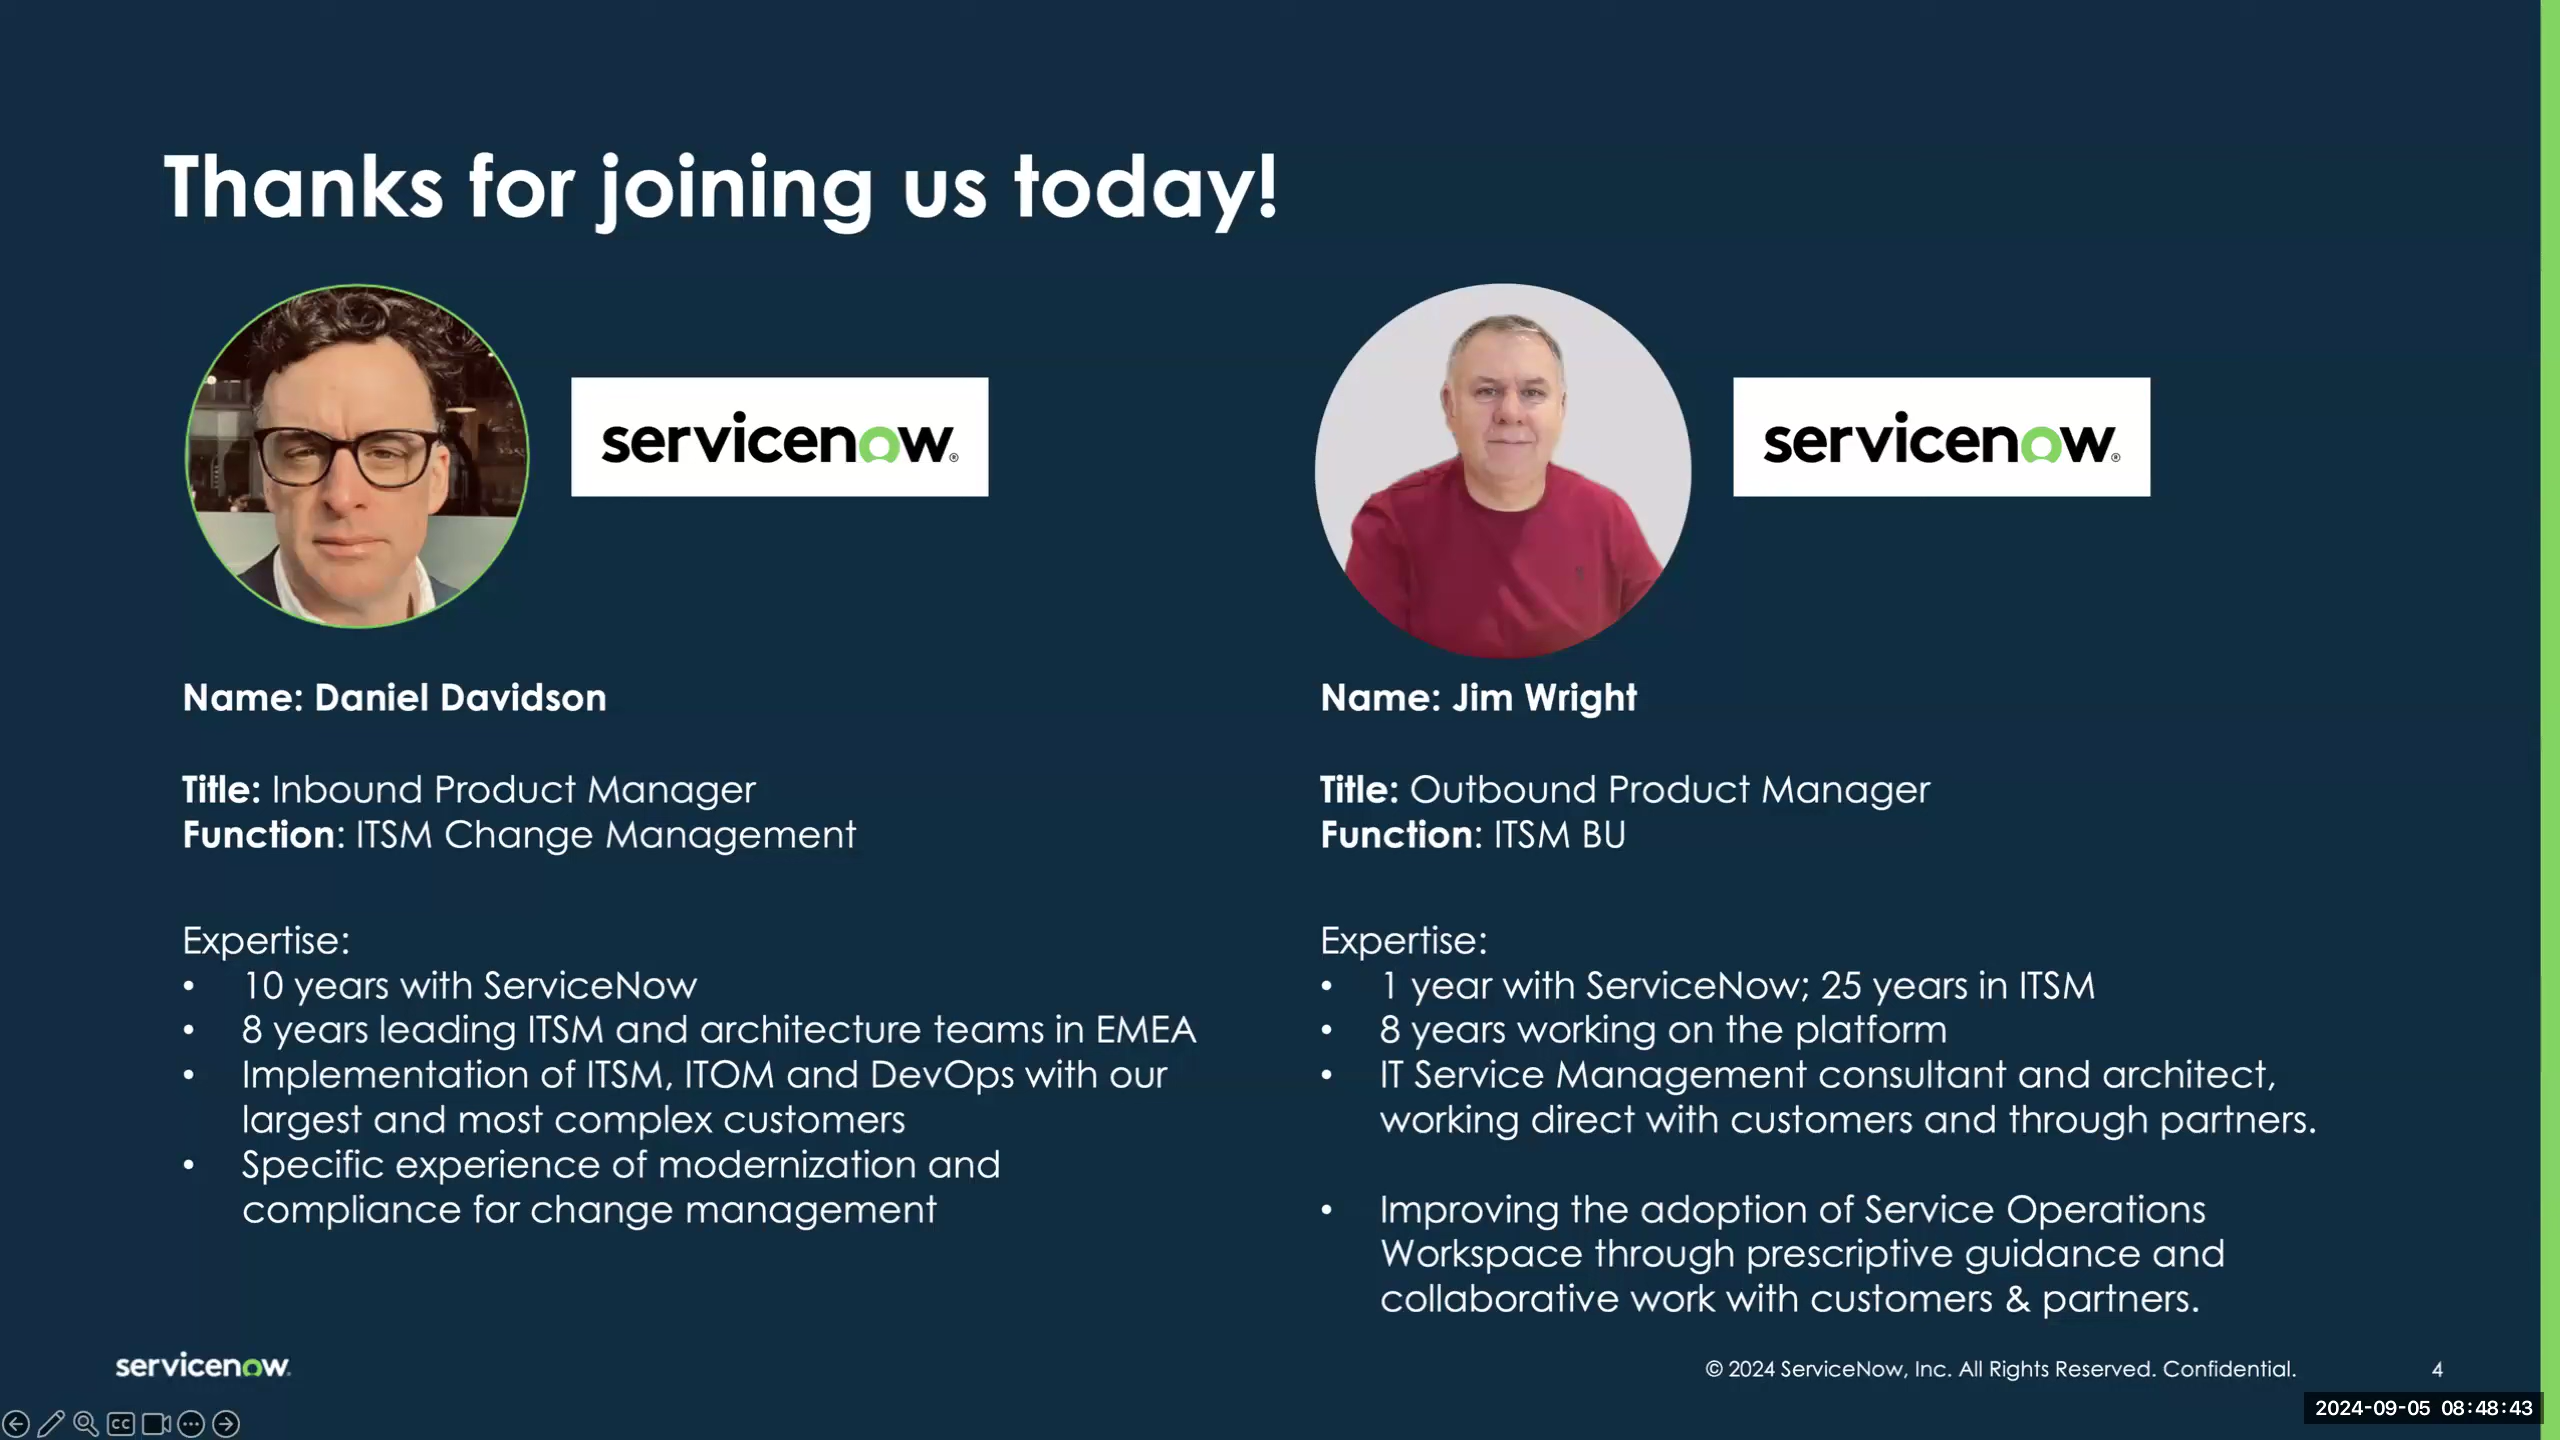 Thanks for joining us today!
servicenow®
Name: Daniel Davidson
Title: Inbound Product Manager
Function: ITSM Change Management
Expertise:
• 10 years with ServiceNow
• 8 years leading ITSM and architecture teams in EMEA
• Implementation of ITSM, ITOM and DevOps with our
largest and most complex customers
• Specific experience of modernization and
compliance for change management
servicenow®
Name: Jim Wright
Title: Outbound Product Manager
Function: ITSM BU
Expertise:
• 1 year with ServiceNow; 25 years in ITSM
• 8 years working on the platform
• IT Service Management consultant and architect,
working direct with customers and through partners.
• Improving the adoption of Service Operations
Workspace through prescriptive guidance and
collaborative work with customers & partners.
servicenow.
© 2024 ServiceNow, Inc. All Rights Reserved. Confidential.
4
CC
2024-09-05 08:48:43